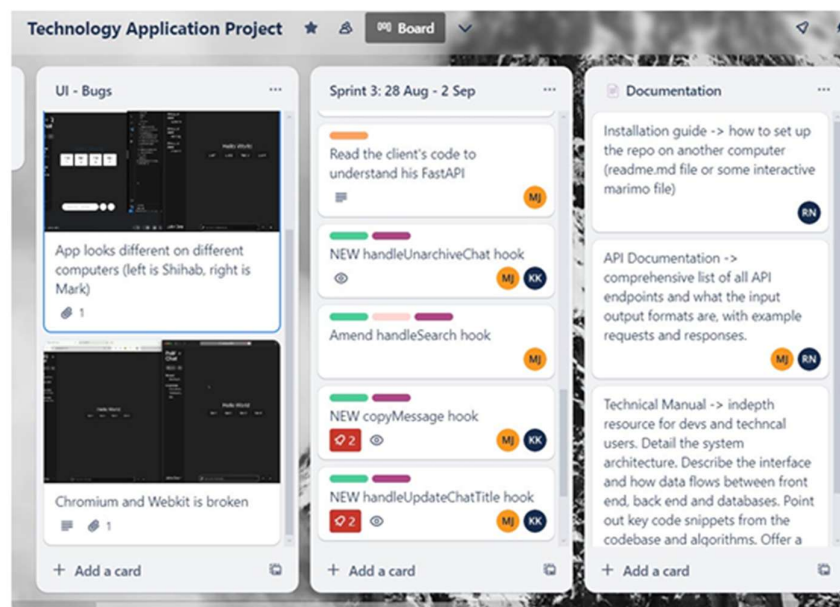 Technology Application Project
Board
UI - Bugs
Hello World
App looks different on different
computers (left is Shihab, right is
Mark)
1
Hello World
Hello World
Chromium and Webkit is broken
1
+ Add a card
Sprint 3: 28 Aug - 2 Sep
Read the client's code to
understand his FastAPI
MJ
NEW handleUnarchiveChat hook
MJ KK
Amend handleSearch hook
MJ
NEW copyMessage hook
2
MJ KK
NEW handleUpdateChatTitle hook
2
MJ KK
+ Add a card
Documentation
Installation guide -> how to set up
the repo on another computer
(readme.md file or some interactive
marimo file)
RN
API Documentation ->
comprehensive list of all API
endpoints and what the input
output formats are, with example
requests and responses.
MJ RN
Technical Manual -> indepth
resource for devs and techncal
users. Detail the system
architecture. Describe the interface
and how data flows between front
end, back end and databases. Point
out key code snippets from the
codebase and algorithms. Offer a
+ Add a card